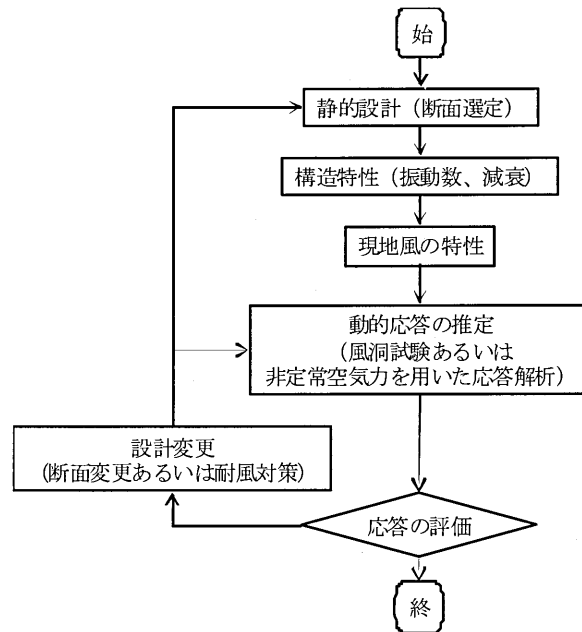 始
静的設計（断面選定）
構造特性（振動数、減衰）
現地風の特性
動的応答の推定
（風洞試験あるいは
非定常空気力を用いた応答解析）
設計変更
(断面変更あるいは耐風対策)
応答の評価
終